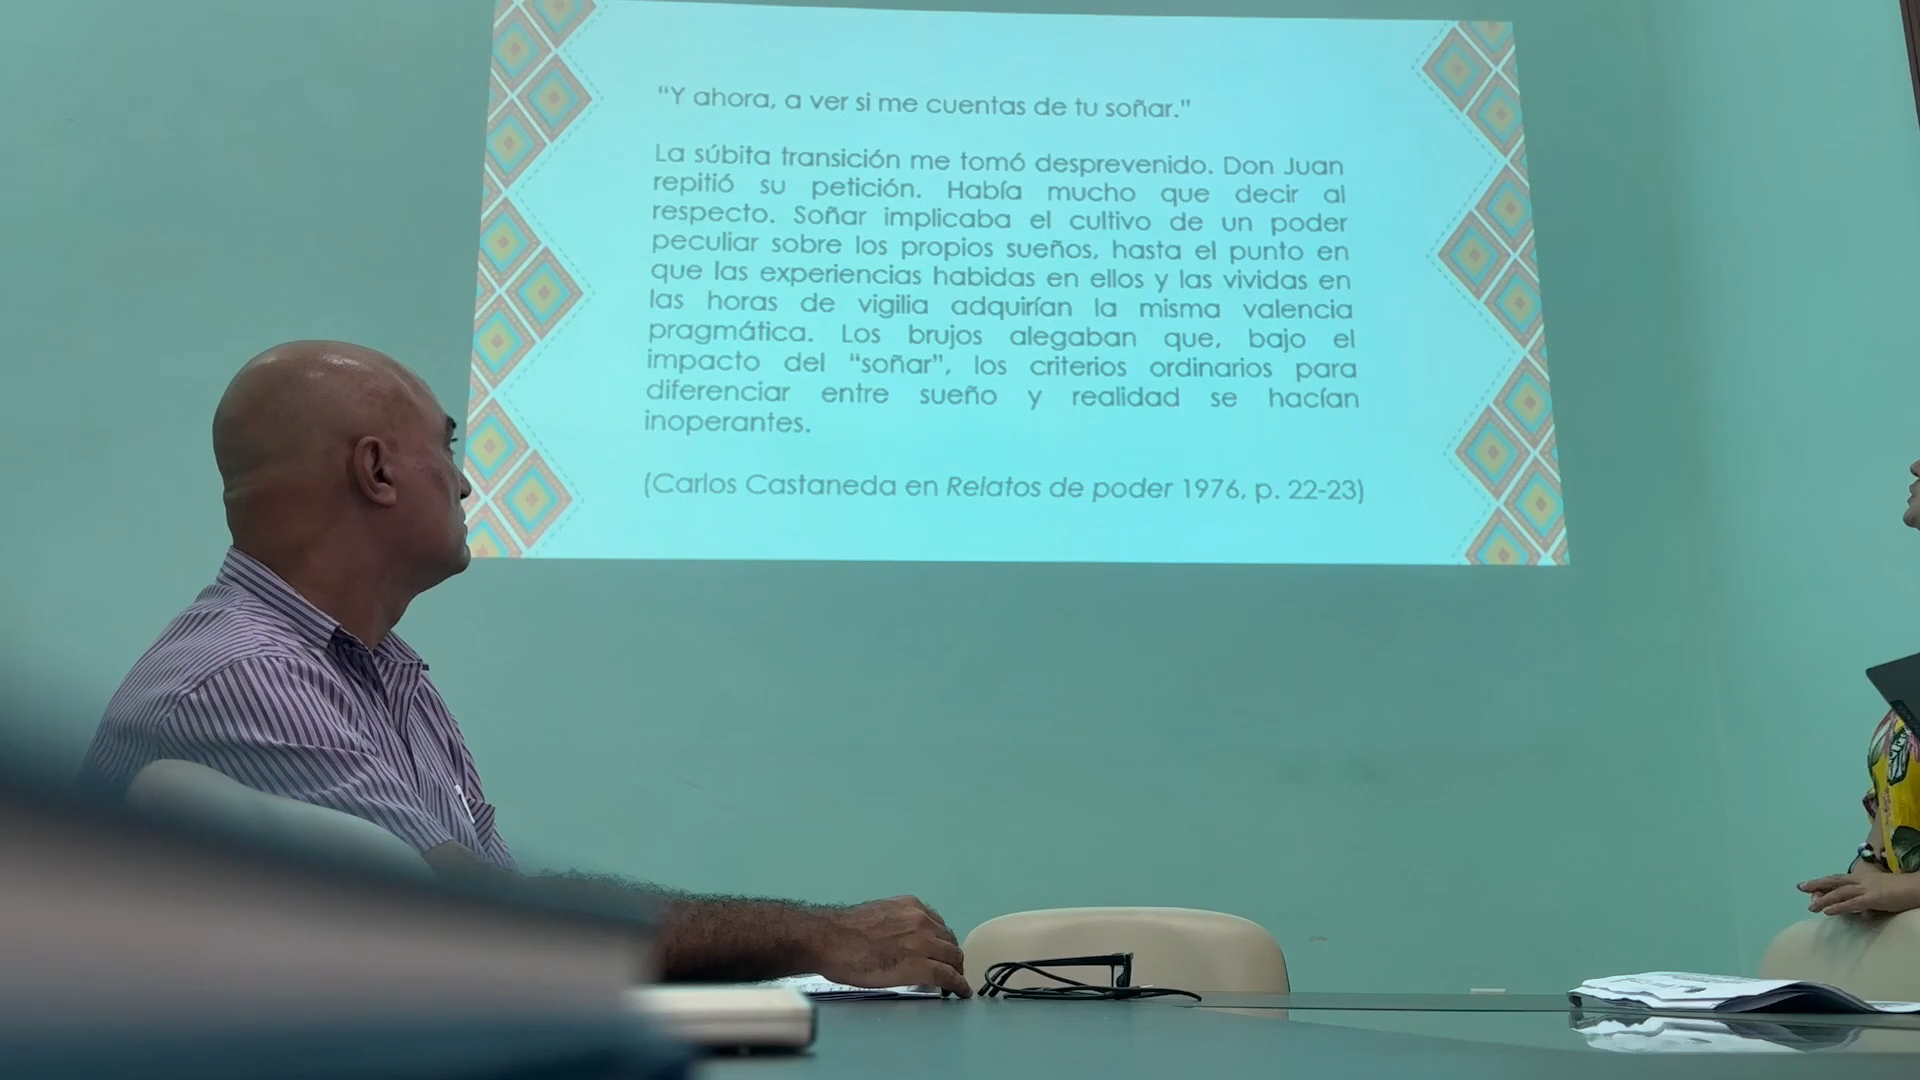 “Y ahora, a ver si me cuentas de tu soñar.”
La súbita transición me tomó desprevenido. Don Juan
repitió su petición. Había mucho que decir al
respecto. Soñar implicaba el cultivo de un poder
peculiar sobre los propios sueños, hasta el punto en
que las experiencias habidas en ellos y las vividas en
las horas de vigilia adquirían la misma valencia
pragmática. Los brujos alegaban que, bajo el
impacto del “soñar”, los criterios ordinarios para
diferenciar entre sueño y realidad se hacían
inoperantes.
(Carlos Castaneda en Relatos de poder 1976, p. 22-23)